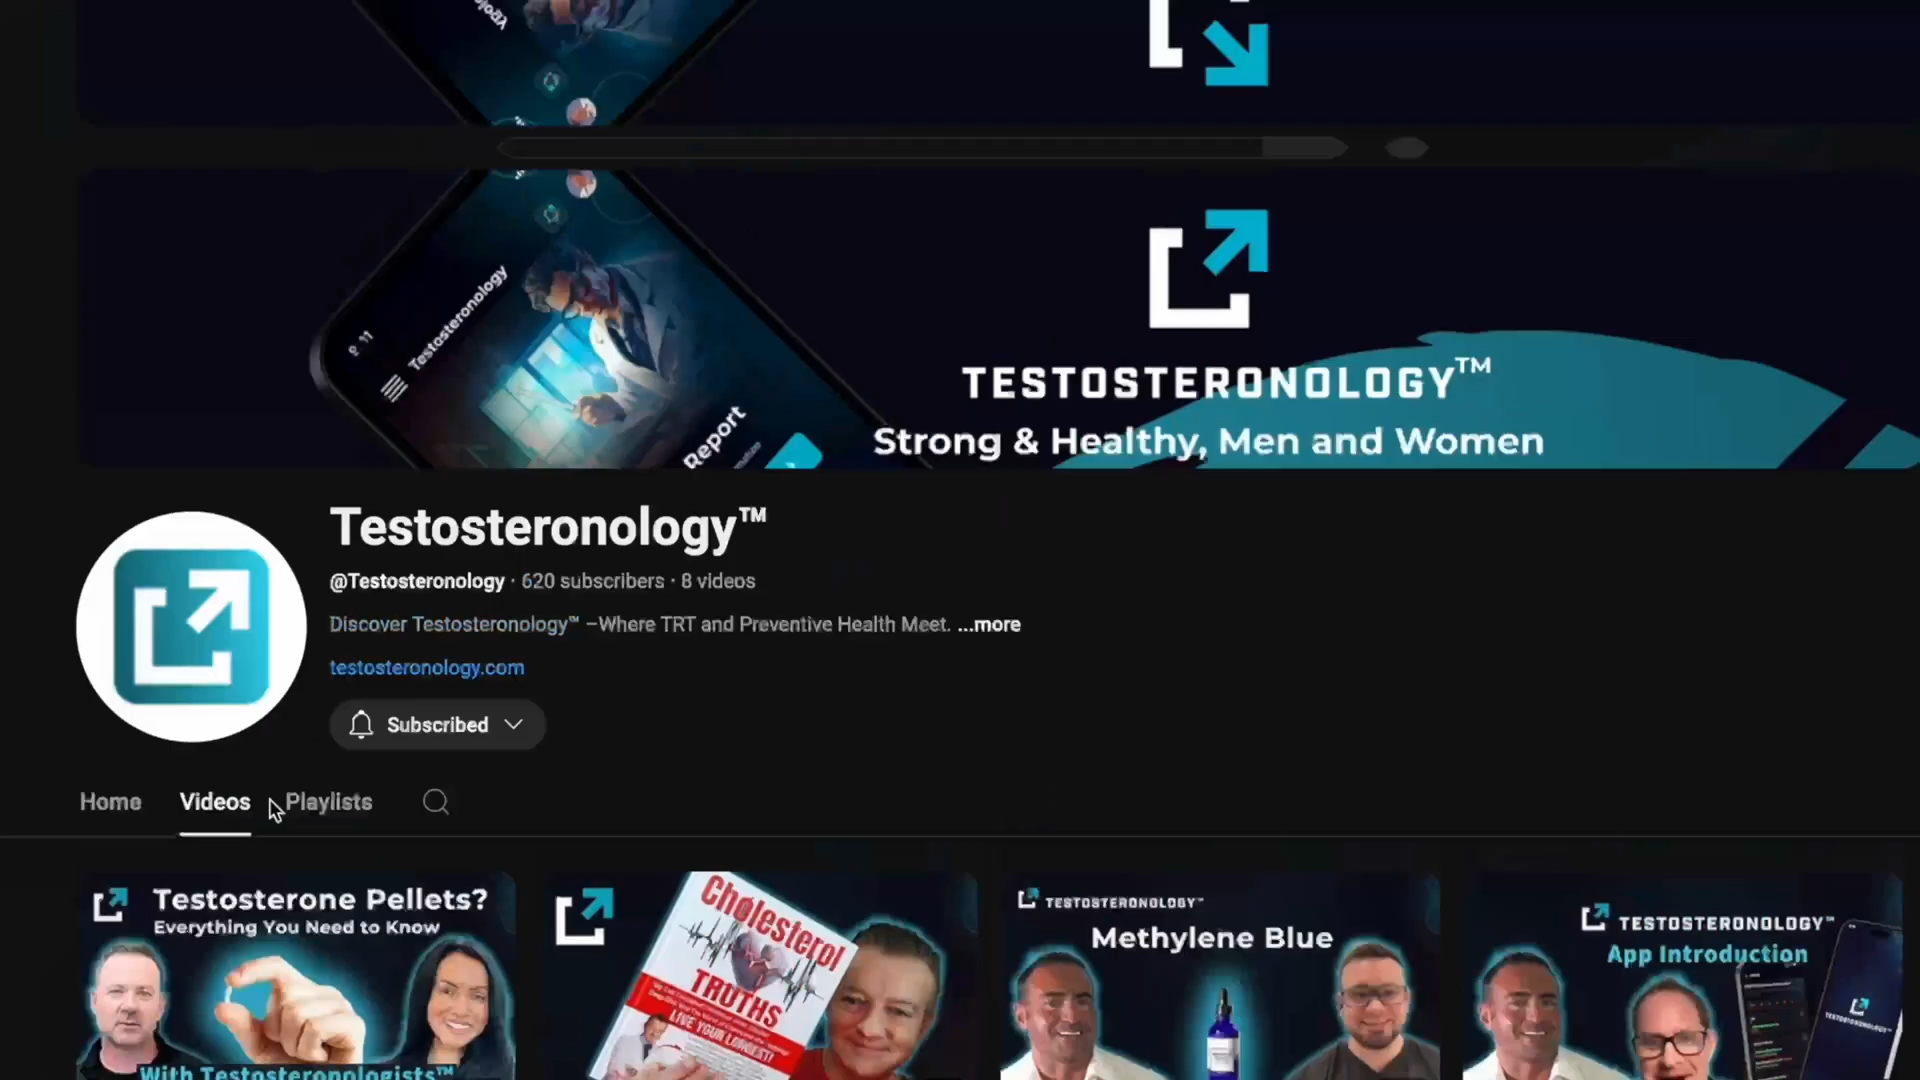 Testosteronology
Report
TESTOSTERONOLOGY™
Strong & Healthy, Men and Women
Testosteronology™
@Testosteronology · 620 subscribers · 8 videos
Discover Testosteronology™ –Where TRT and Preventive Health Meet. ...more
testosteronology.com
Subscribed
Home Videos Playlists
Testosterone Pellets?
Everything You Need to Know
With Testosteronologists™
Cholesterol
TRUTHS
LIVE YOUR LONGEST!
TESTOSTERONOLOGY™
Methylene Blue
TESTOSTERONOLOGY™
App Introduction
TESTOSTERONOLOGY™